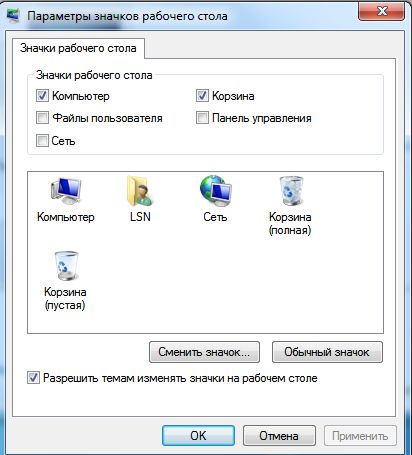 Параметры значков рабочего стола
Значки рабочего стола
Значки рабочего стола
Компьютер
Корзина
Файлы пользователя
Панель управления
Сеть
Компьютер
LSN
Сеть
Корзина
(полная)
Корзина
(пустая)
Сменить значок...
Обычный значок
Разрешить темам изменять значки на рабочем столе
OK
Отмена
Применить